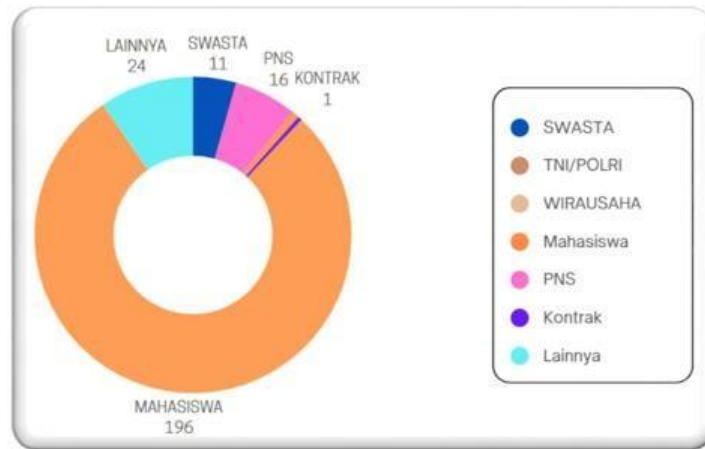 LAINNYA
24
SWASTA
11
PNS
16
KONTRAK
1
MAHASISWA
196
SWASTA
TNI/POLRI
WIRAUSAHA
Mahasiswa
PNS
Kontrak
Lainnya